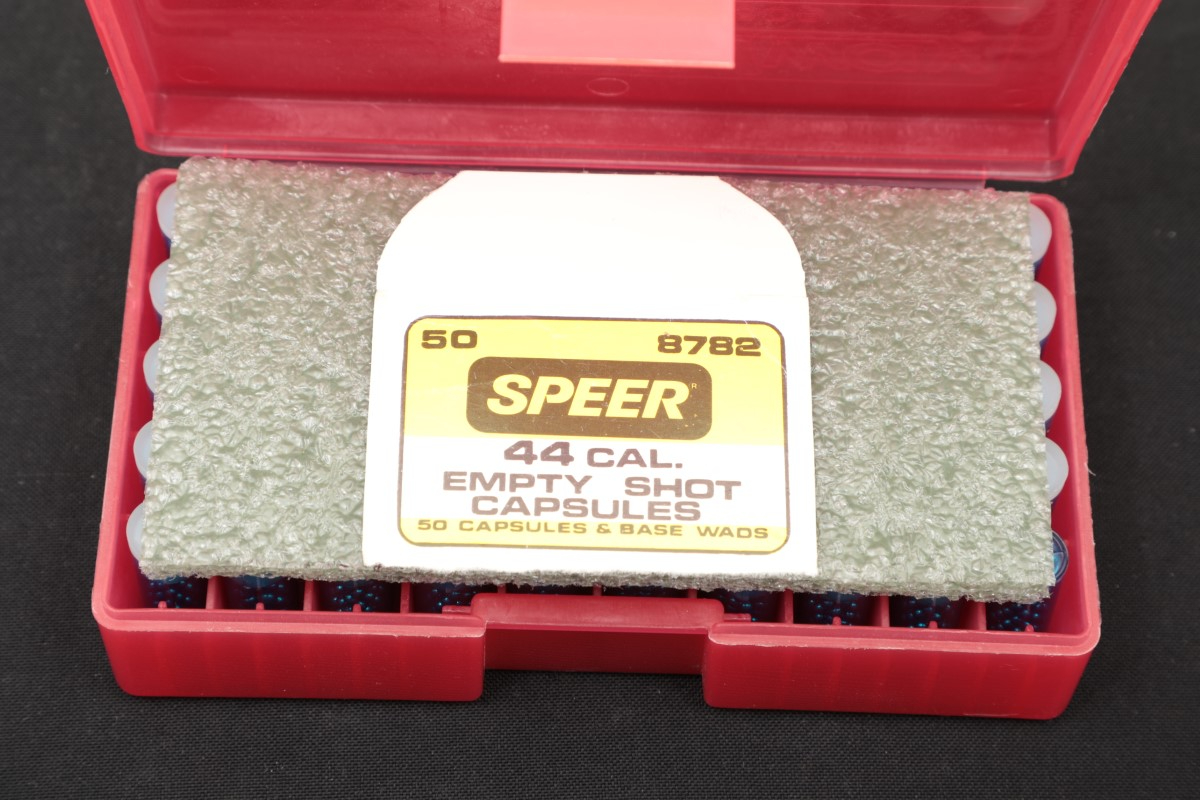 50 8782
SPEER®
44 CAL.
EMPTY SHOT
CAPSULES
50 CAPSULES & BASE WADS